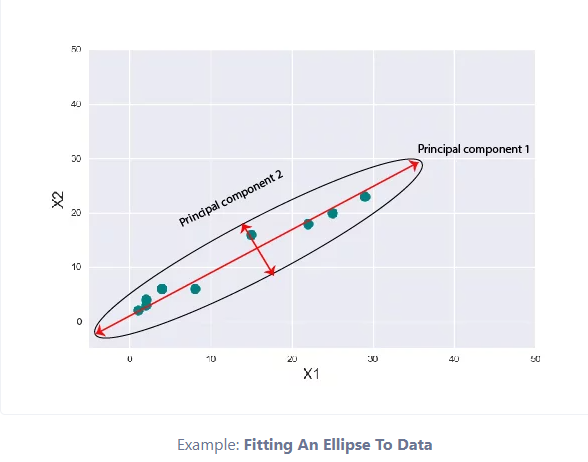 50
40
30
20
10
0
X2
Principal component 1
Principal component 2
0 10 20 30 40 50
X1
Example: Fitting An Ellipse To Data